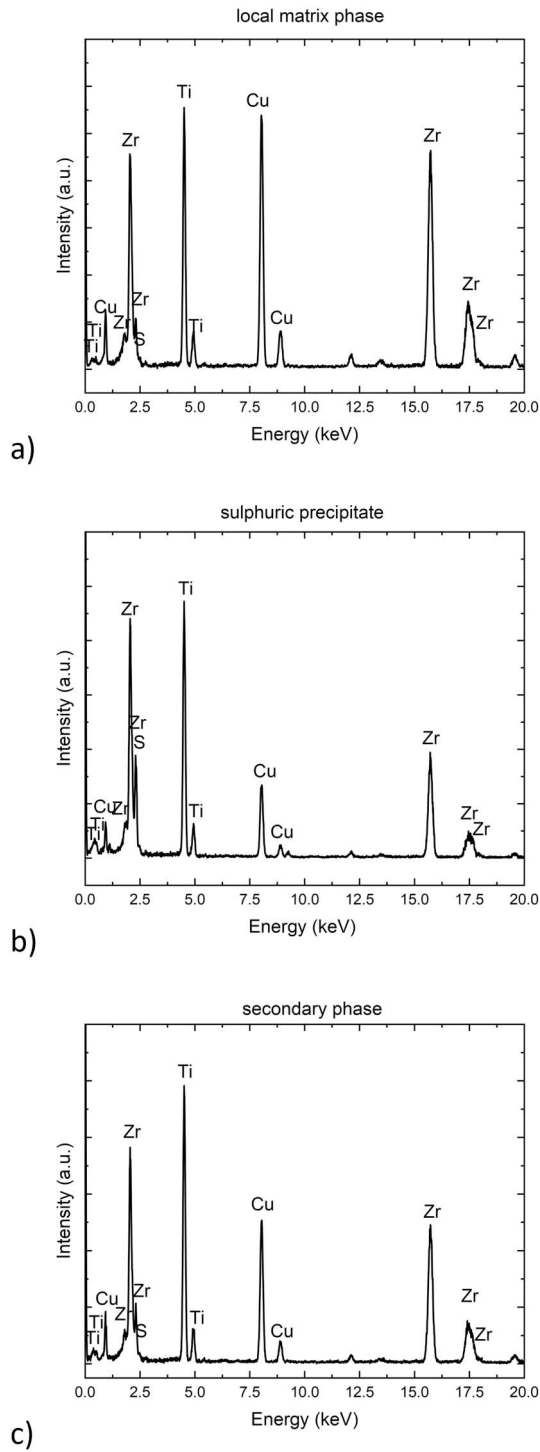 local matrix phase
Ti
Cu
Zr
Zr
Cu
Zr
Zr
Ti
Zr
S
Ti
Cu
Zr
Zr
Ti
Intensity (a.u.)
0.0 2.5 5.0 7.5 10.0 12.5 15.0 17.5 20.0
Energy (keV)
a)
sulphuric precipitate
Ti
Zr
Zr
S
Zr
Cu
Cu
Zr
Ti
Ti
Cu
Zr
Zr
Intensity (a.u.)
0.0 2.5 5.0 7.5 10.0 12.5 15.0 17.5 20.0
Energy (keV)
b)
secondary phase
Ti
Zr
Cu
Zr
Cu
Zr
Zr
Zr
Ti
Ti
S
Ti
Cu
Zr
Zr
Intensity (a.u.)
0.0 2.5 5.0 7.5 10.0 12.5 15.0 17.5 20.0
Energy (keV)
c)